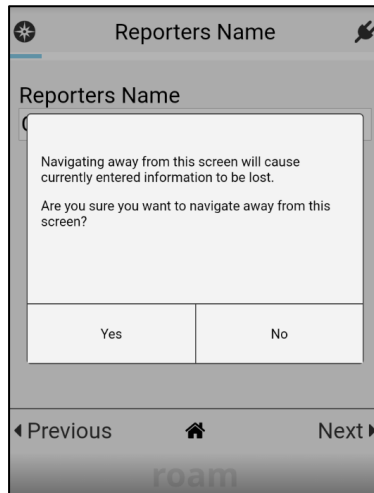 Reporters Name
Reporters Name
Navigating away from this screen will cause
currently entered information to be lost.
Are you sure you want to navigate away from this
screen?
Yes
No
Previous
Next
roam